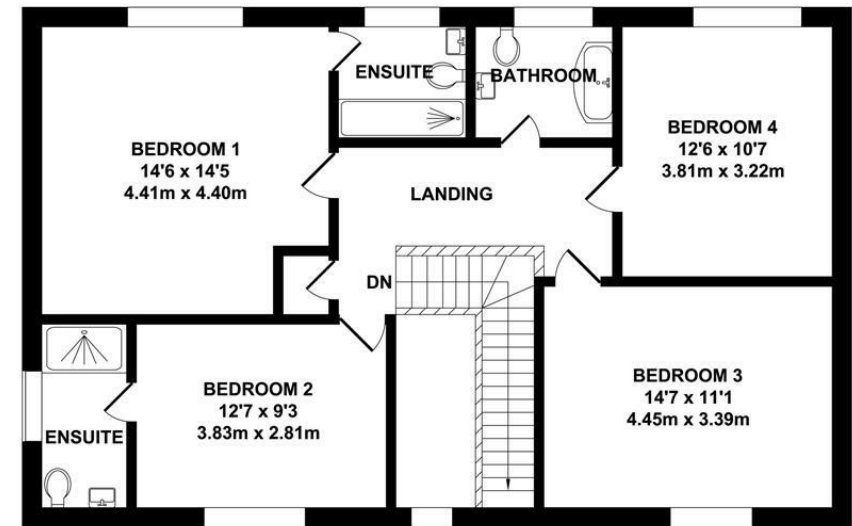 ENSUITE
BATHROOM
BEDROOM 1
14'6 x 14'5
4.41m x 4.40m
BEDROOM 4
12'6 x 10'7
3.81m x 3.22m
LANDING
DN
BEDROOM 2
12'7 x 9'3
3.83m x 2.81m
BEDROOM 3
14'7 x 11'1
4.45m x 3.39m
ENSUITE